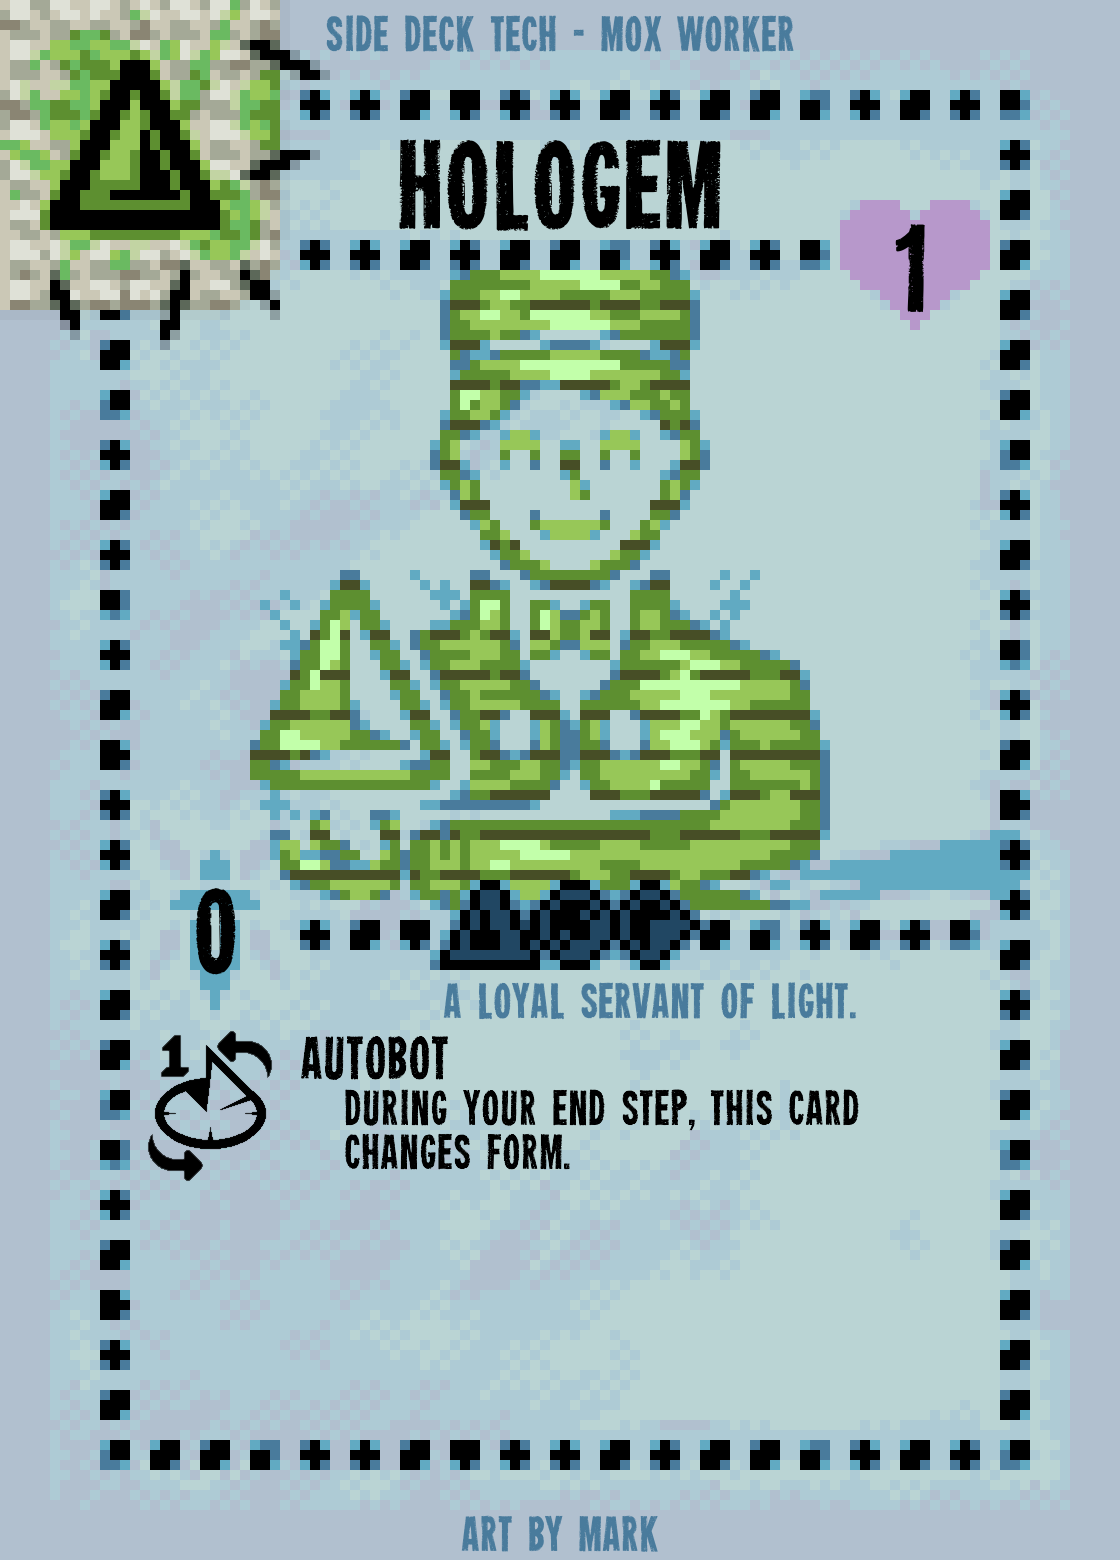 SIDE DECK TECH - MOX WORKER
HOLOGEM
1
0
A LOYAL SERVANT OF LIGHT.
1
AUTOBOT
DURING YOUR END STEP, THIS CARD
CHANGES FORM.
ART BY MARK